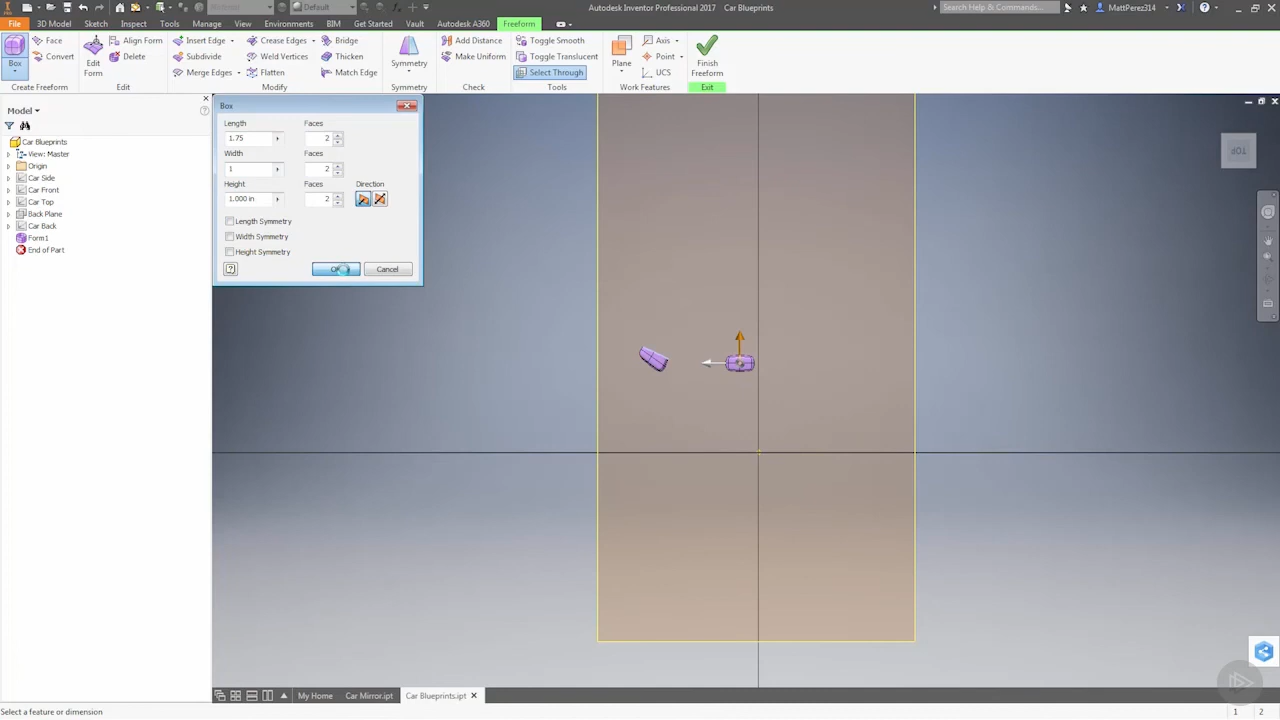 Default
Autodesk Inventor Professional 2017 Car Blueprints
Search Help & Commands...
MattPerez314
File 3D Model Sketch Inspect Tools Manage View Environments BIM Get Started Vault Autodesk A360 Freeform
Box
Face
Convert
Create Freeform
Edit
Form
Align Form
Delete
Edit
Insert Edge
Subdivide
Merge Edges
Crease Edges
Weld Vertices
Flatten
Bridge
Thicken
Match Edge
Modify
Symmetry
Symmetry
Add Distance
Make Uniform
Check
Toggle Smooth
Toggle Translucent
Select Through
Tools
Plane
Axis
Point
UCS
Work Features
Finish
Freeform
Exit
Model
Car Blueprints
View: Master
Origin
Car Side
Car Front
Car Top
Back Plane
Car Back
Form1
End of Part
Box
Length Faces
1.75 2
Width Faces
1 2
Height Faces Direction
1.000 in 2
Length Symmetry
Width Symmetry
Height Symmetry
Cancel
TOP
My Home Car Mirror.ipt Car Blueprints.ipt
Select a feature or dimension
1 2